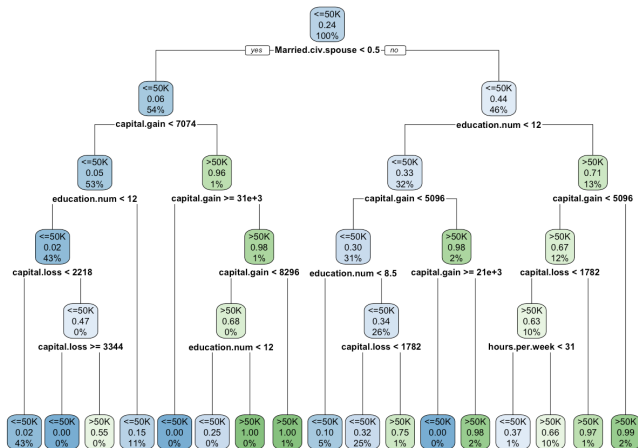 <=50K
0.24
100%
yes Married.civ.spouse < 0.5 no
<=50K
0.06
54%
<=50K
0.44
46%
capital.gain < 7074
education.num < 12
<=50K
0.05
53%
>50K
0.96
1%
<=50K
0.33
32%
>50K
0.71
13%
education.num < 12
capital.gain >= 31e+3
capital.gain < 5096
capital.gain < 5096
<=50K
0.02
43%
>50K
0.98
1%
<=50K
0.30
31%
>50K
0.98
2%
>50K
0.67
12%
capital.loss < 2218
capital.gain < 8296
education.num < 8.5
capital.gain >= 21e+3
capital.loss < 1782
<=50K
0.47
0%
>50K
0.68
0%
<=50K
0.34
26%
>50K
0.63
10%
capital.loss >= 3344
education.num < 12
capital.loss < 1782
hours.per.week < 31
<=50K
0.02
43%
<=50K
0.00
0%
>50K
0.55
0%
<=50K
0.15
11%
<=50K
0.00
0%
<=50K
0.25
0%
>50K
1.00
0%
>50K
1.00
1%
<=50K
0.10
5%
<=50K
0.32
25%
>50K
0.75
1%
<=50K
0.00
0%
>50K
0.98
2%
<=50K
0.37
1%
>50K
0.66
10%
>50K
0.97
1%
>50K
0.99
2%